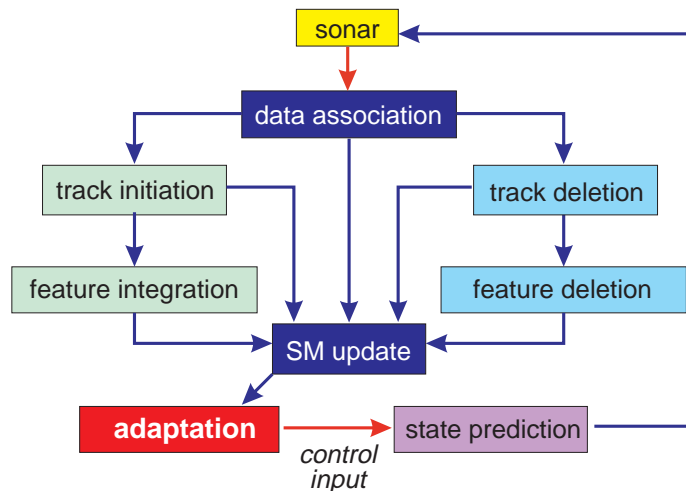 sonar
data association
track initiation
track deletion
feature integration
feature deletion
SM update
adaptation
state prediction
control
input